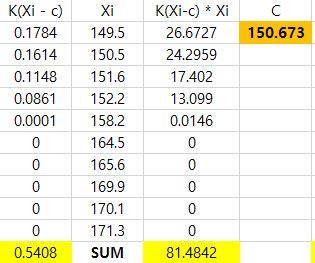 K(Xi - c) Xi K(Xi-c) * Xi C
0.1784 149.5 26.6727 150.673
0.1614 150.5 24.2959
0.1148 151.6 17.402
0.0861 152.2 13.099
0.0001 158.2 0.0146
0 164.5 0
0 165.6 0
0 169.9 0
0 170.1 0
0 171.3 0
0.5408 SUM 81.4842